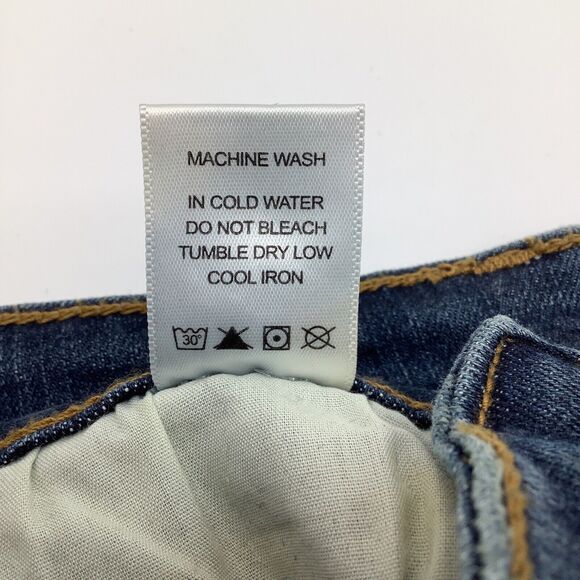 MACHINE WASH
IN COLD WATER
DO NOT BLEACH
TUMBLE DRY LOW
COOL IRON
30°